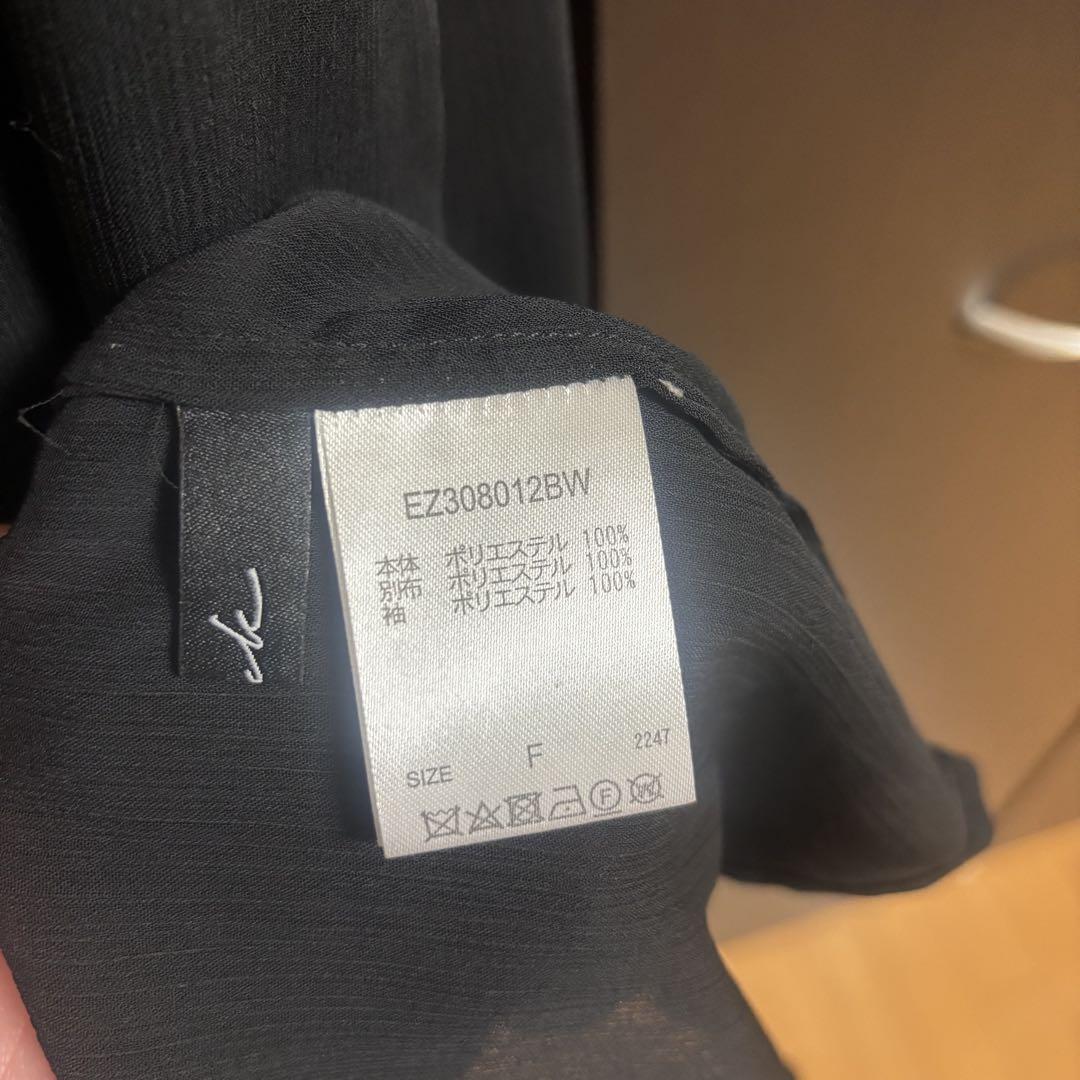 EZ308012BW
本体 ポリエステル 100%
別布 ポリエステル 100%
袖 ポリエステル 100%
SIZE F 2247